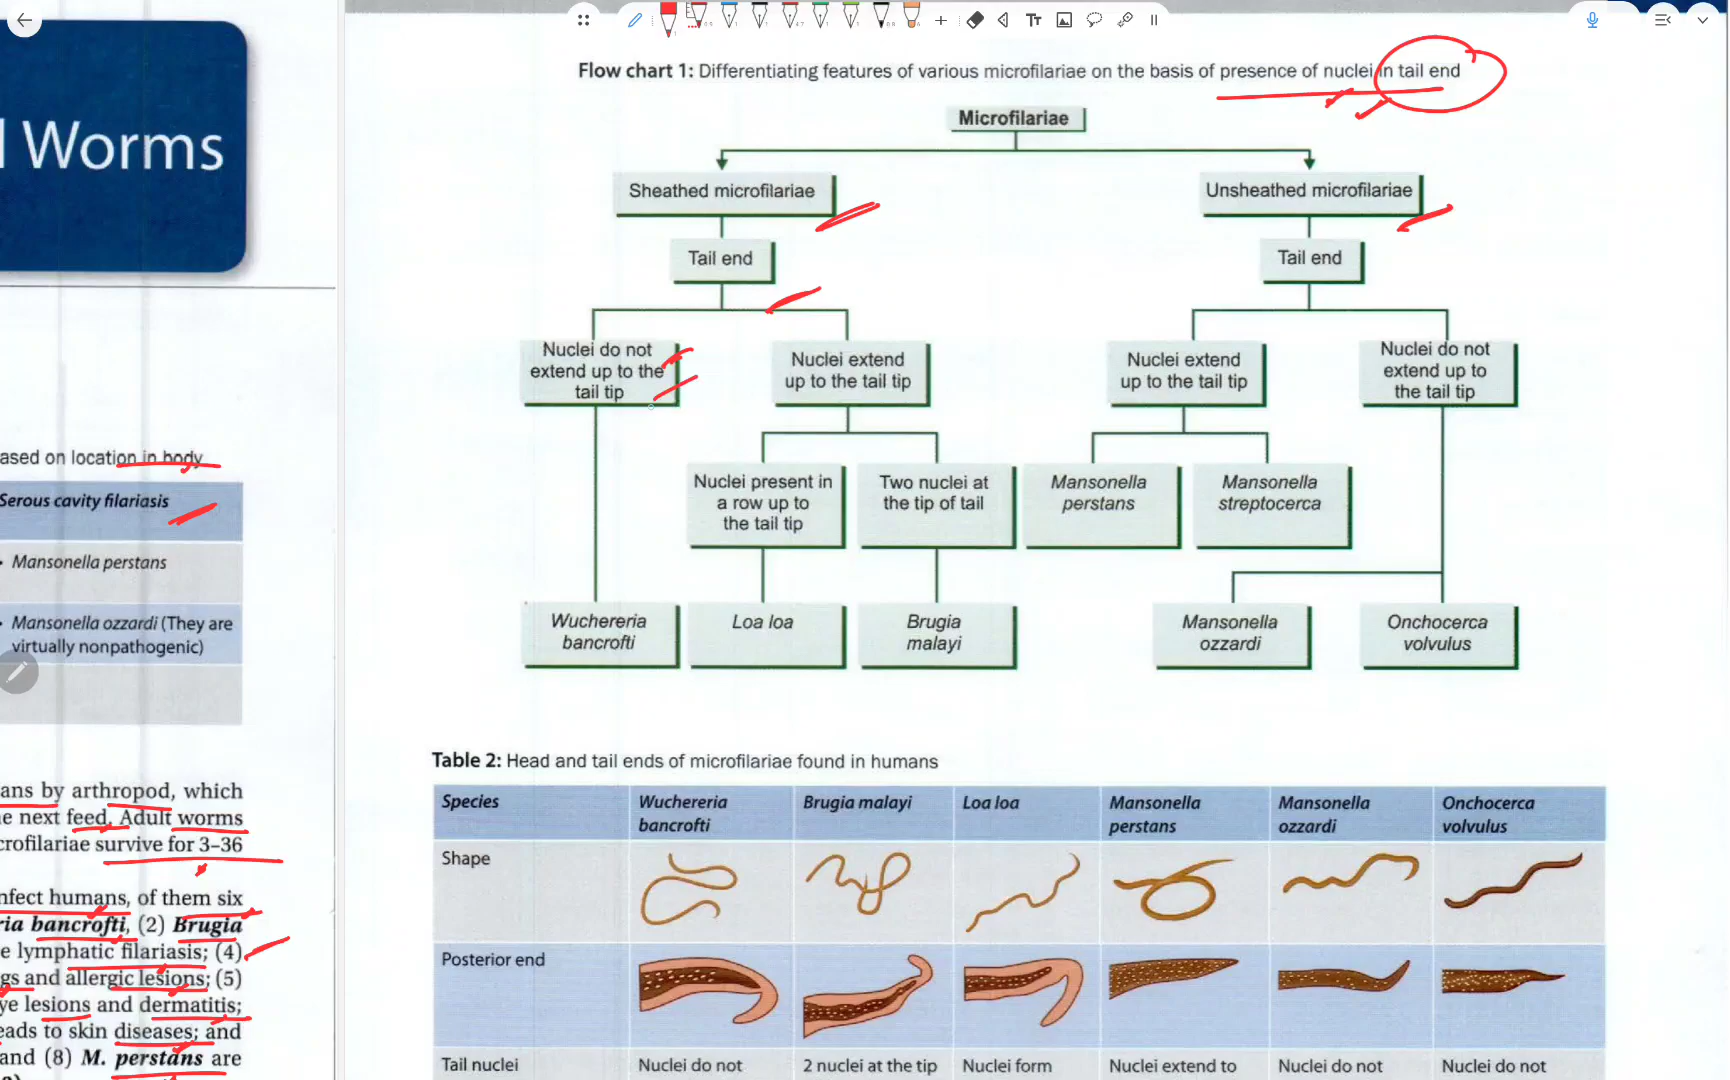 Worms
ased on location in body
Serous cavity filariasis
• Mansonella perstans
• Mansonella ozzardi (They are
virtually nonpathogenic)
ans by arthropod, which
e next feed. Adult worms
crofilariae survive for 3–36
nfect humans, of them six
ria bancrofti, (2) Brugia
e lymphatic filariasis; (4)
gs and allergic lesions; (5)
ye lesions and dermatitis;
eads to skin diseases; and
and (8) M. perstans are
Flow chart 1: Differentiating features of various microfilariae on the basis of presence of nuclei in tail end
Microfilariae
Sheathed microfilariae
Unsheathed microfilariae
Tail end
Tail end
Nuclei do not
extend up to the
tail tip
Nuclei extend
up to the tail tip
Nuclei extend
up to the tail tip
Nuclei do not
extend up to
the tail tip
Nuclei present in
a row up to
the tail tip
Two nuclei at
the tip of tail
Mansonella
perstans
Mansonella
streptocerca
Wuchereria
bancrofti
Loa loa
Brugia
malayi
Mansonella
ozzardi
Onchocerca
volvulus
Table 2: Head and tail ends of microfilariae found in humans
Species
Wuchereria
bancrofti
Brugia malayi
Loa loa
Mansonella
perstans
Mansonella
ozzardi
Onchocerca
volvulus
Shape
Posterior end
Tail nuclei
Nuclei do not
2 nuclei at the tip
Nuclei form
Nuclei extend to
Nuclei do not
Nuclei do not